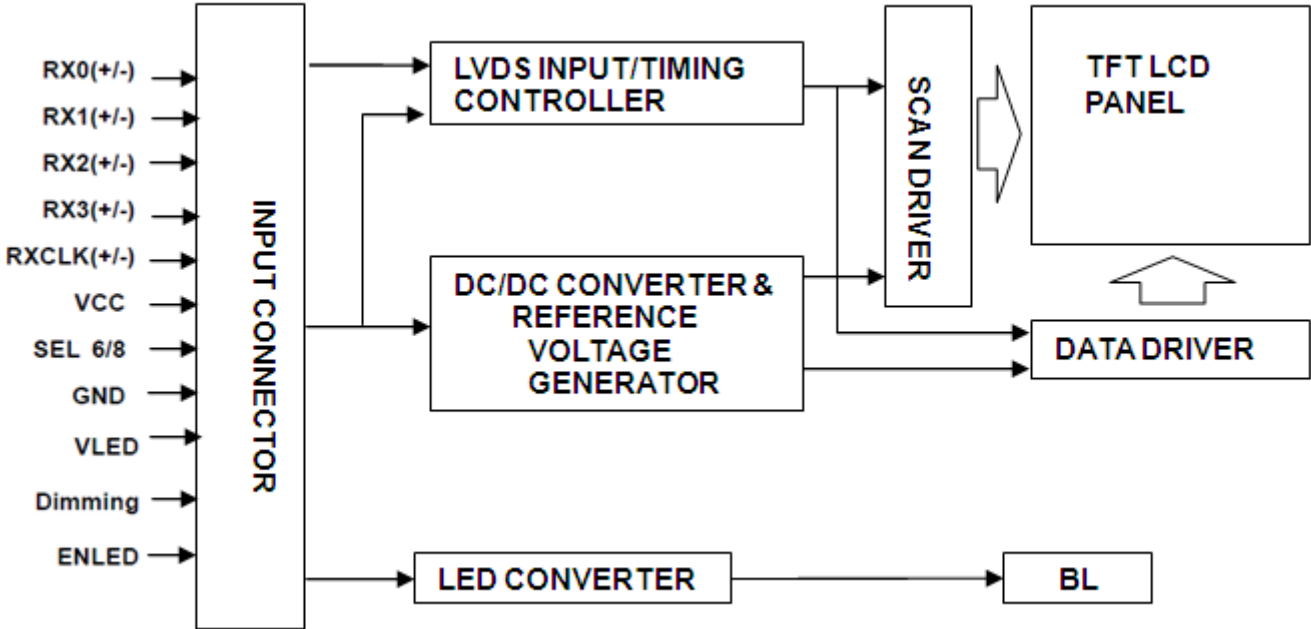 RX0(+/-)
RX1(+/-)
RX2(+/-)
RX3(+/-)
RXCLK(+/-)
VCC
SEL 6/8
GND
VLED
Dimming
ENLED
INPUT CONNECTOR
LVDS INPUT/TIMING
CONTROLLER
DC/DC CONVERTER &
REFERENCE
VOLTAGE
GENERATOR
LED CONVERTER
SCAN DRIVER
TFT LCD
PANEL
DATA DRIVER
BL